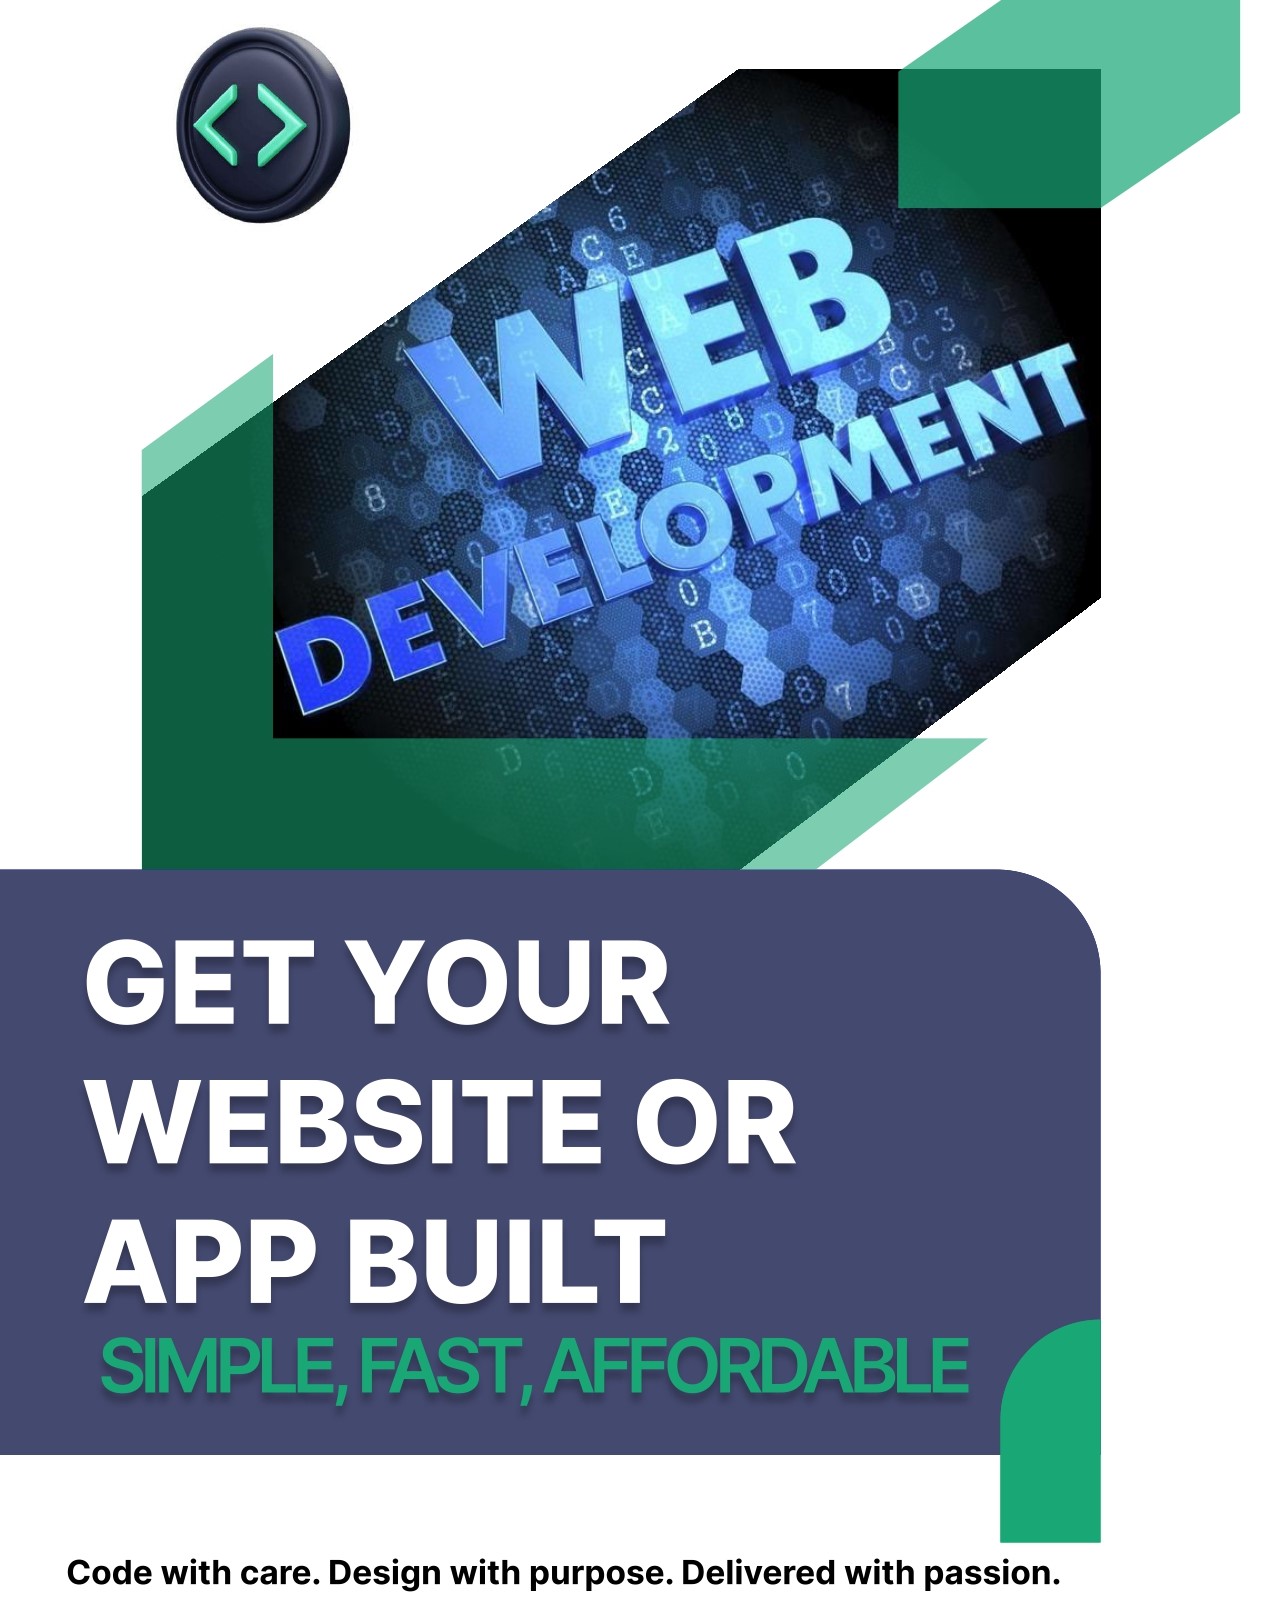 WEB
DEVELOPMENT
GET YOUR
WEBSITE OR
APP BUILT
SIMPLE, FAST, AFFORDABLE
Code with care. Design with purpose. Delivered with passion.